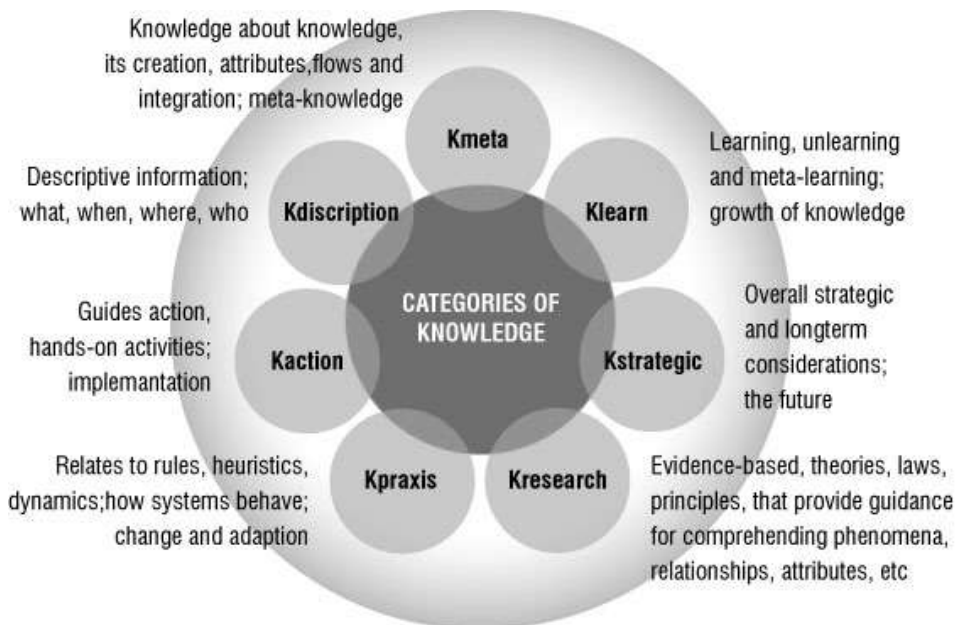 Knowledge about knowledge,
its creation, attributes,flows and
integration; meta-knowledge
Kmeta
Learning, unlearning
and meta-learning;
growth of knowledge
Klearn
Descriptive information;
what, when, where, who
Kdiscription
CATEGORIES OF
KNOWLEDGE
Overall strategic
and longterm
considerations;
the future
Kstrategic
Guides action,
hands-on activities;
implemantation
Kaction
Relates to rules, heuristics,
dynamics;how systems behave;
change and adaption
Kpraxis
Kresearch
Evidence-based, theories, laws,
principles, that provide guidance
for comprehending phenomena,
relationships, attributes, etc